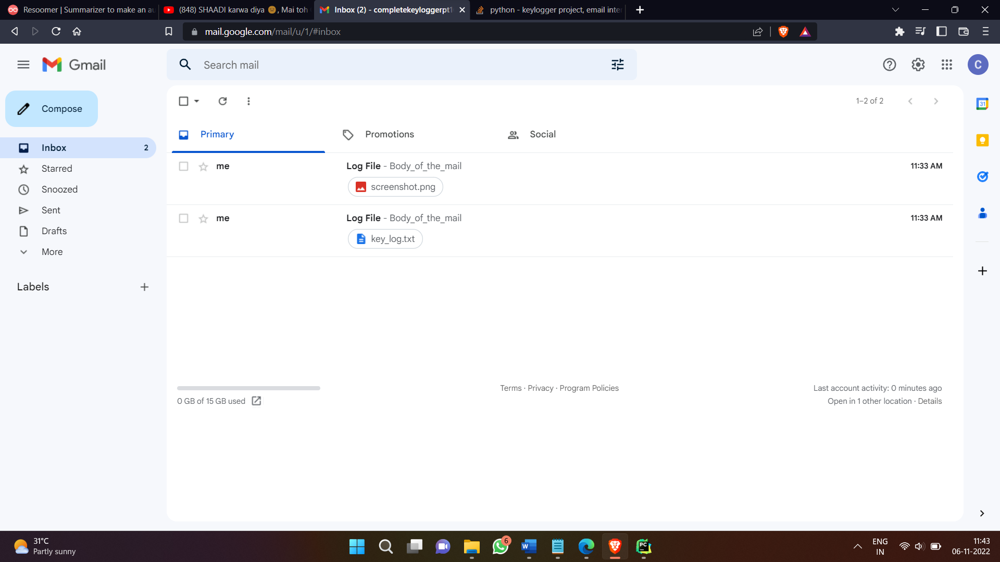 Resoomer | Summarizer to make an au
(848) SHAADI karwa diya 😑, Mai toh
Inbox (2) - completekeyloggerpt1
python - keylogger project, email inte
mail.google.com/mail/u/1/#inbox
Gmail
Search mail
C
Compose
1–2 of 2
31
Primary
Promotions
Social
Inbox 2
Starred
Snoozed
Sent
Drafts
More
Labels
me Log File - Body_of_the_mail 11:33 AM
screenshot.png
me Log File - Body_of_the_mail 11:33 AM
key_log.txt
0 GB of 15 GB used
Terms · Privacy · Program Policies
Last account activity: 0 minutes ago
Open in 1 other location · Details
31°C
Partly sunny
6
W
PC
ENG
IN
11:43
06-11-2022